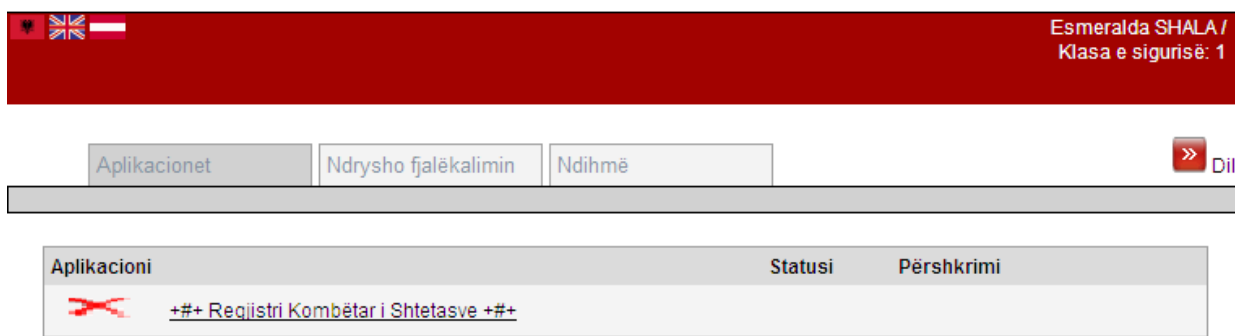 Esmeralda SHALA /
Klasa e sigurisë: 1
Aplikacionet
Ndrysho fjalëkalimin
Ndihmë
Dil
Aplikacioni Statusi Përshkrimi
+#+ Regjistri Kombëtar i Shtetasve +#+